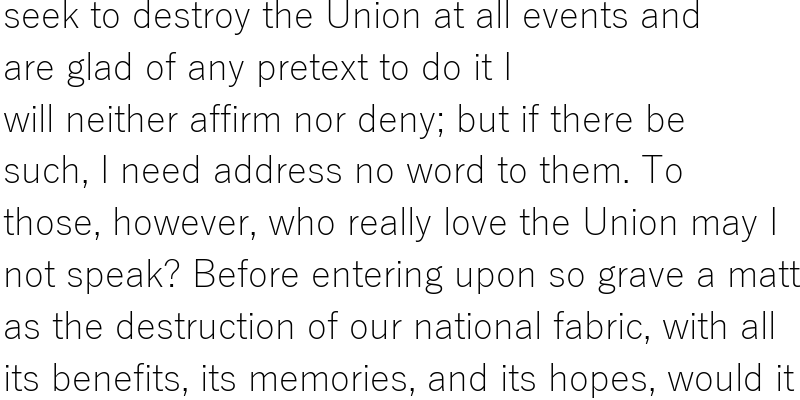 seek to destroy the Union at all events and
are glad of any pretext to do it I
will neither affirm nor deny; but if there be
such, I need address no word to them. To
those, however, who really love the Union may I
not speak? Before entering upon so grave a matt
as the destruction of our national fabric, with all
its benefits, its memories, and its hopes, would it